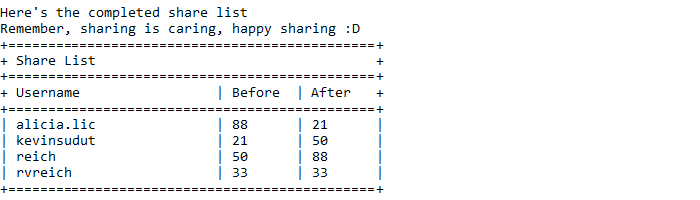 Here's the completed share list
Remember, sharing is caring, happy sharing :D
+==============================================+
+ Share List                                   +
+==============================================+
+ Username                 | Before  | After   +
+==============================================+
| alicia.lic               | 88      | 21      |
| kevinsudut               | 21      | 50      |
| reich                    | 50      | 88      |
| rvreich                  | 33      | 33      |
+==============================================+